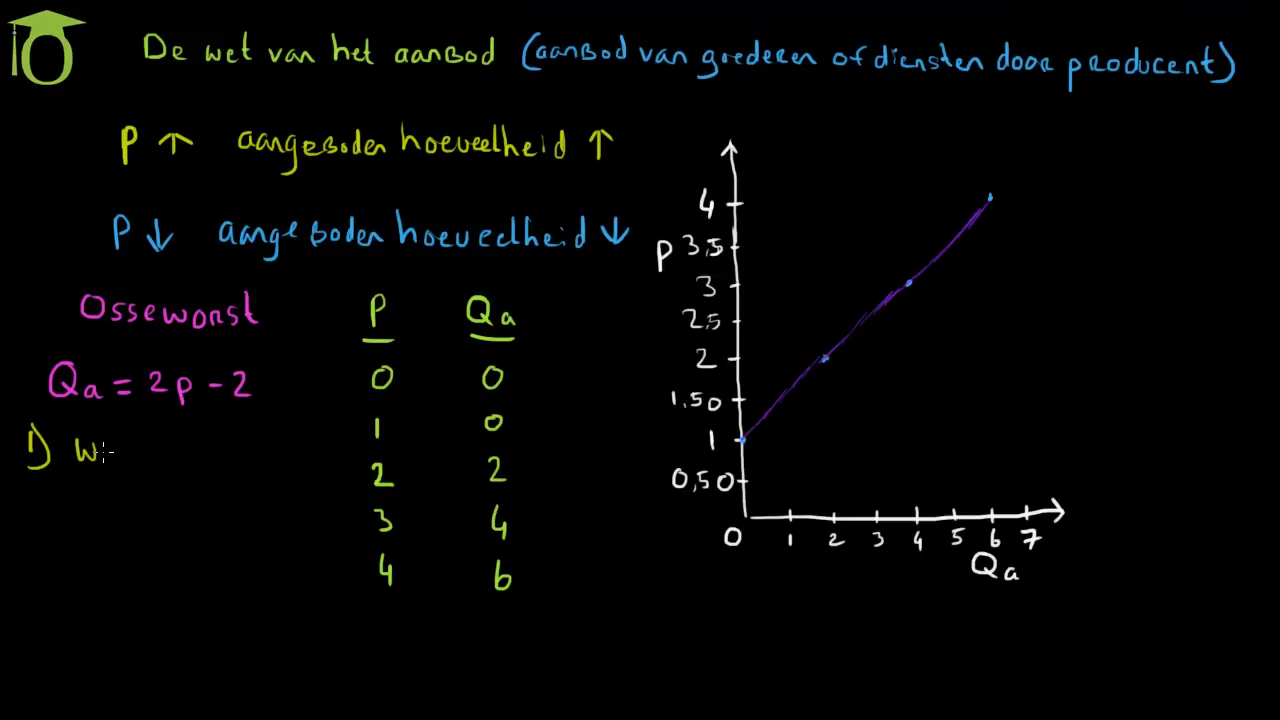 De wet van het aanbod (aanbod van goederen of diensten door producent)
P ↑ aangeboden hoeveelheid ↑
P ↓ aangeboden hoeveelheid ↓
Osseworst
Qa = 2p - 2
1) w
P Qa
0 0
1 0
2 2
3 4
4 6
4
P 3,5
3
2,5
2
1,50
1
0,50
0 1 2 3 4 5 6 7
Qa